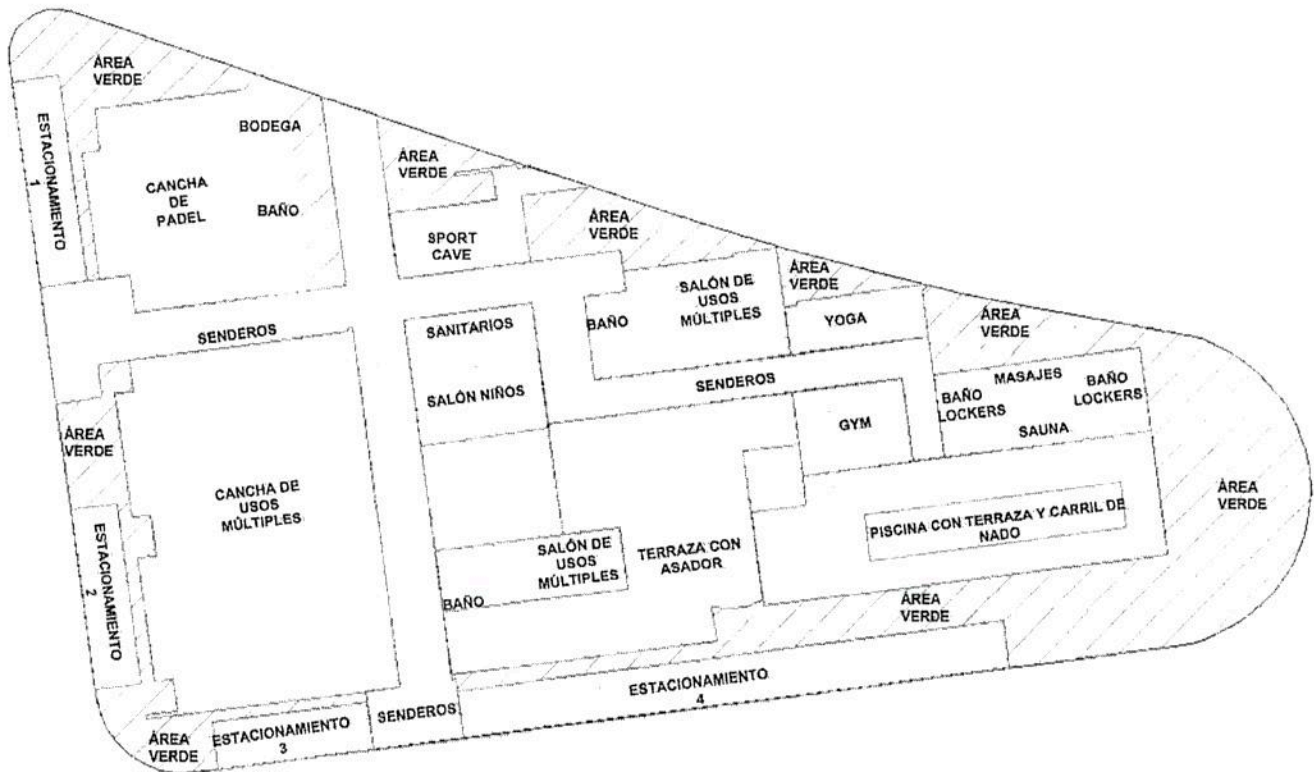 ÁREA
VERDE
ESTACIONAMIENTO
1
BODEGA
CANCHA
DE
PADEL
BAÑO
ÁREA
VERDE
SPORT
CAVE
ÁREA
VERDE
SALÓN DE
USOS
MÚLTIPLES
BAÑO
ÁREA
VERDE
YOGA
ÁREA
VERDE
SENDEROS
SANITARIOS
SALÓN NIÑOS
SENDEROS
MASAJES
BAÑO
LOCKERS
BAÑO
LOCKERS
SAUNA
GYM
ÁREA
VERDE
CANCHA DE
USOS
MÚLTIPLES
ESTACIONAMIENTO
2
SALÓN DE
USOS
MÚLTIPLES
BAÑO
TERRAZA CON
ASADOR
PISCINA CON TERRAZA Y CARRIL DE
NADO
ÁREA
VERDE
ÁREA
VERDE
ESTACIONAMIENTO
4
SENDEROS
ESTACIONAMIENTO
3
ÁREA
VERDE